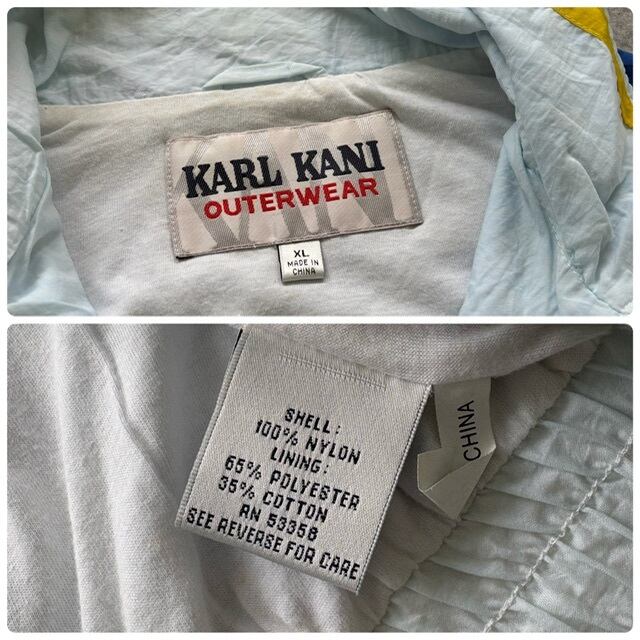 KARL KANI
OUTERWEAR
XL
MADE IN
CHINA
SHELL:
100% NYLON
LINING:
65% POLYESTER
35% COTTON
RN 53358
SEE REVERSE FOR CARE
CHINA